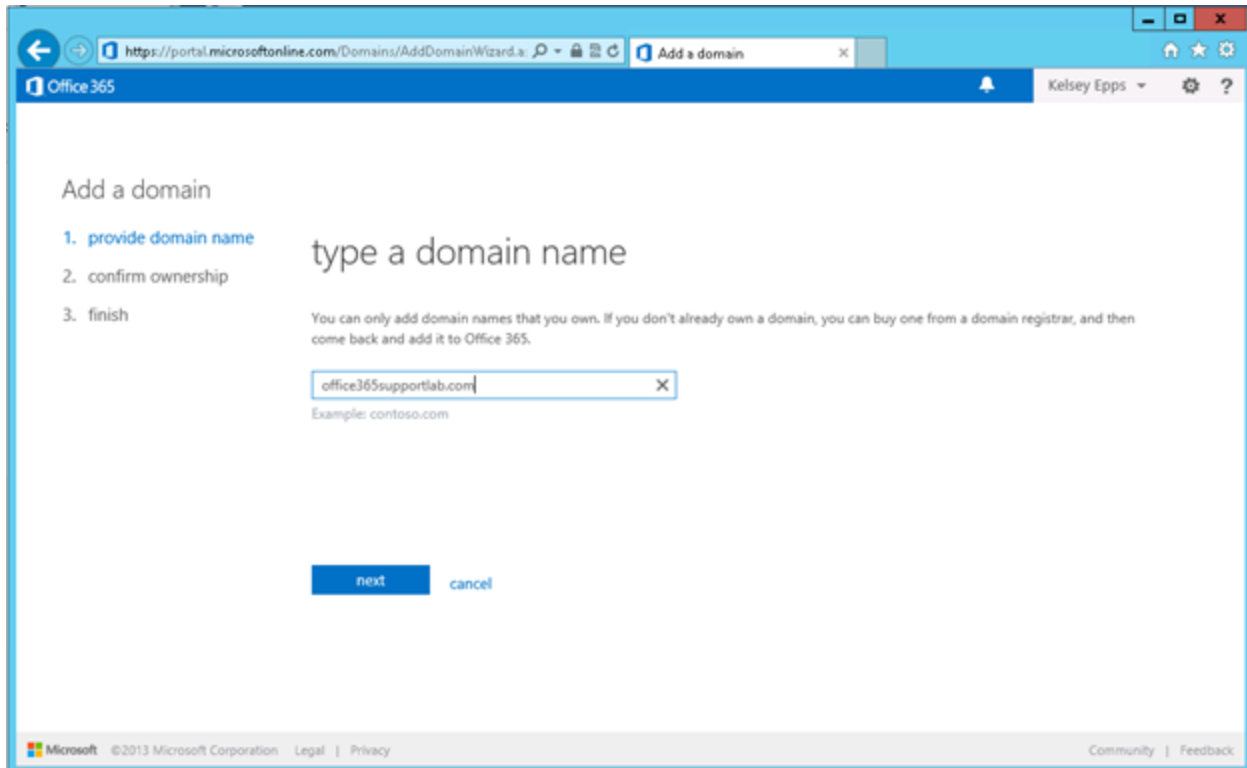 https://portal.microsoftonline.com/Domains/AddDomainWizard.a:
Add a domain
Office 365
Kelsey Epps
?
Add a domain
1. provide domain name
2. confirm ownership
3. finish
type a domain name
You can only add domain names that you own. If you don't already own a domain, you can buy one from a domain registrar, and then
come back and add it to Office 365.
office365supportlab.com
Example: contoso.com
next
cancel
Microsoft ©2013 Microsoft Corporation Legal | Privacy
Community | Feedback